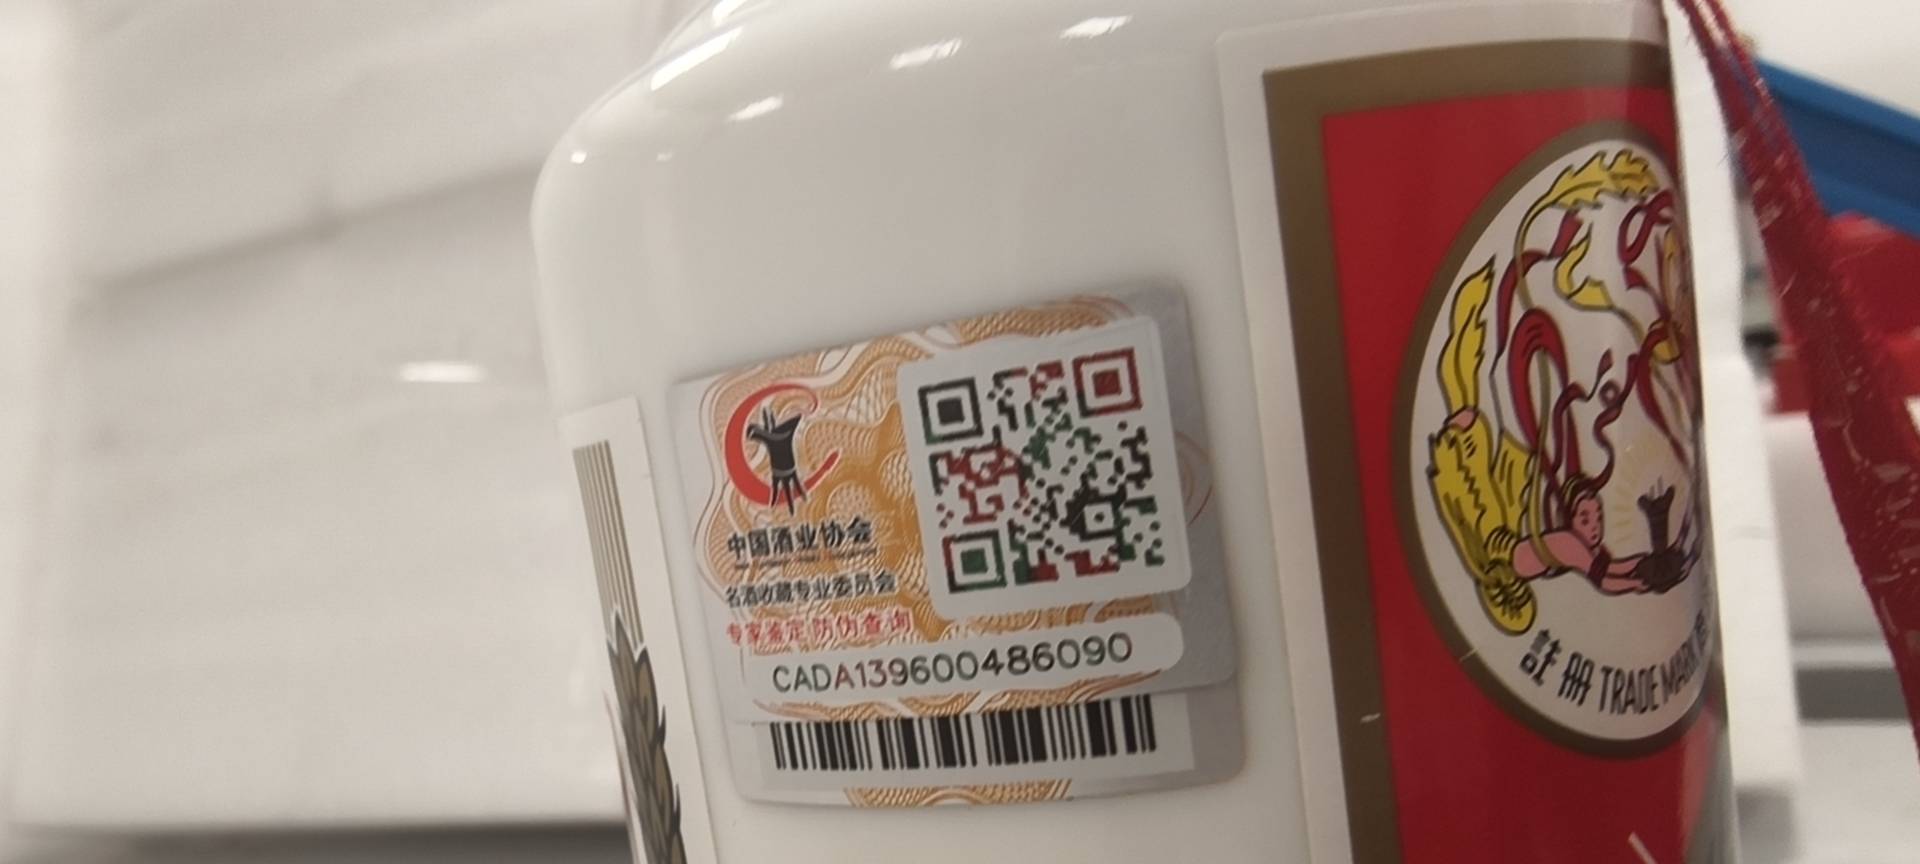 中国酒业协会
名酒收藏专业委员会
专家鉴定 防伪查询
CADA139600486090
註冊 TRADE MARK